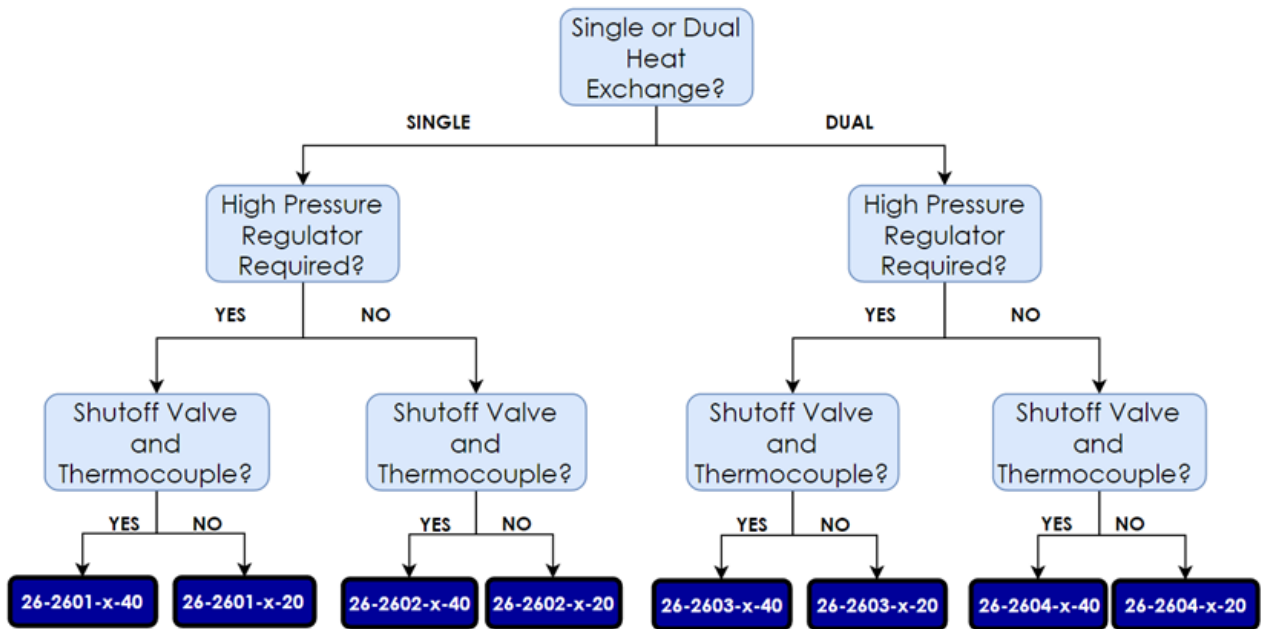 Single or Dual
Heat
Exchange?
SINGLE
DUAL
High Pressure
Regulator
Required?
High Pressure
Regulator
Required?
YES
NO
YES
NO
Shutoff Valve
and
Thermocouple?
Shutoff Valve
and
Thermocouple?
Shutoff Valve
and
Thermocouple?
Shutoff Valve
and
Thermocouple?
YES
NO
YES
NO
YES
NO
YES
NO
26-2601-x-40
26-2601-x-20
26-2602-x-40
26-2602-x-20
26-2603-x-40
26-2603-x-20
26-2604-x-40
26-2604-x-20